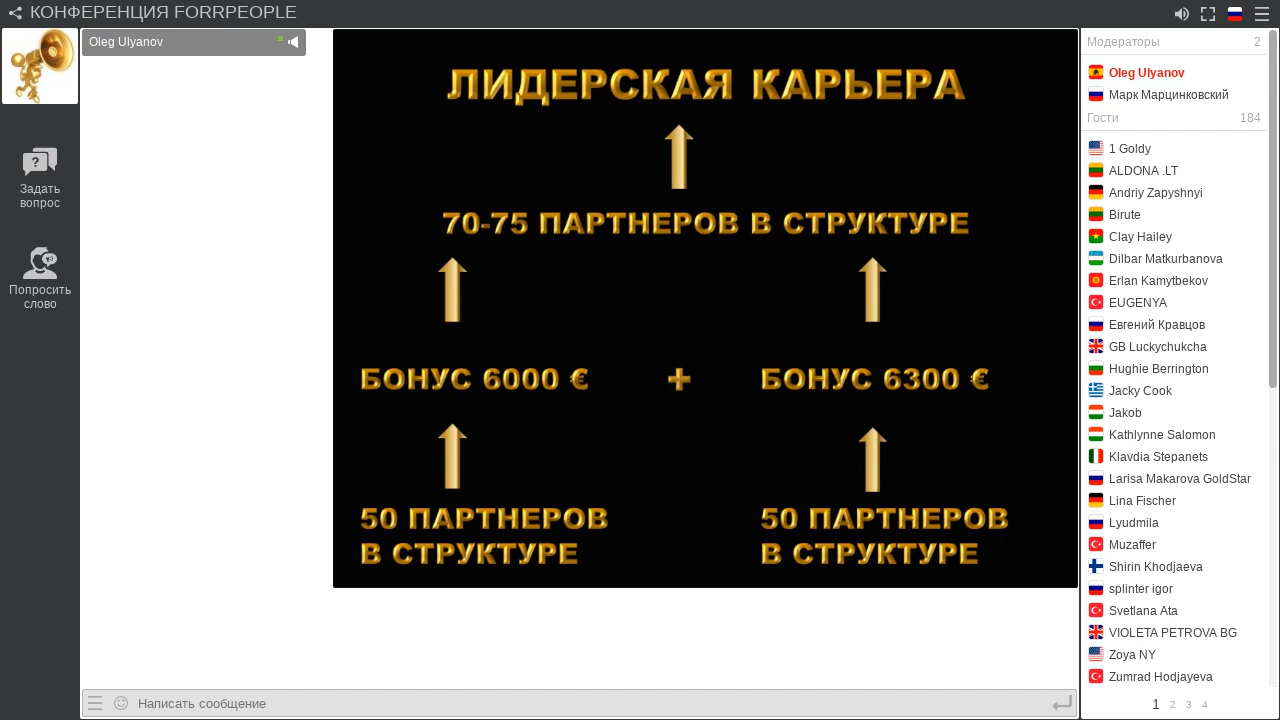 КОНФЕРЕНЦИЯ FORRPEOPLE
Oleg Ulyanov
Задать
вопрос
Попросить
слово
ЛИДЕРСКАЯ КАРЬЕРА
70-75 ПАРТНЕРОВ В СТРУКТУРЕ
БОНУС 6000 € + БОНУС 6300 €
50 ПАРТНЕРОВ
В СТРУКТУРЕ
50 ПАРТНЕРОВ
В СТРУКТУРЕ
Написать сообщение
Модераторы 2
Oleg Ulyanov
Марк Маришковский
Гости 184
1 Goldy
ALDONA .LT
Andriy Zapyshnyi
Biruta
Clay Hailey
Dilbar Matkurbanova
Erlan Kamytbekov
EUGENYA
Евгений Кравцов
GB Luckychukcha
Hughie Berrington
Jacky Cook
Jakob
Kathlynne Salomon
Klavdia Stepanets
Larisa Makarova GoldStar
Lina Fischer
Lyudmila
Muzaffer
Shirin Khodjaeva
splinter igor
Svetlana Ata
VIOLETA PETROVA BG
Zoya NY
Zumrad Hodjayeva
1 2 3 4